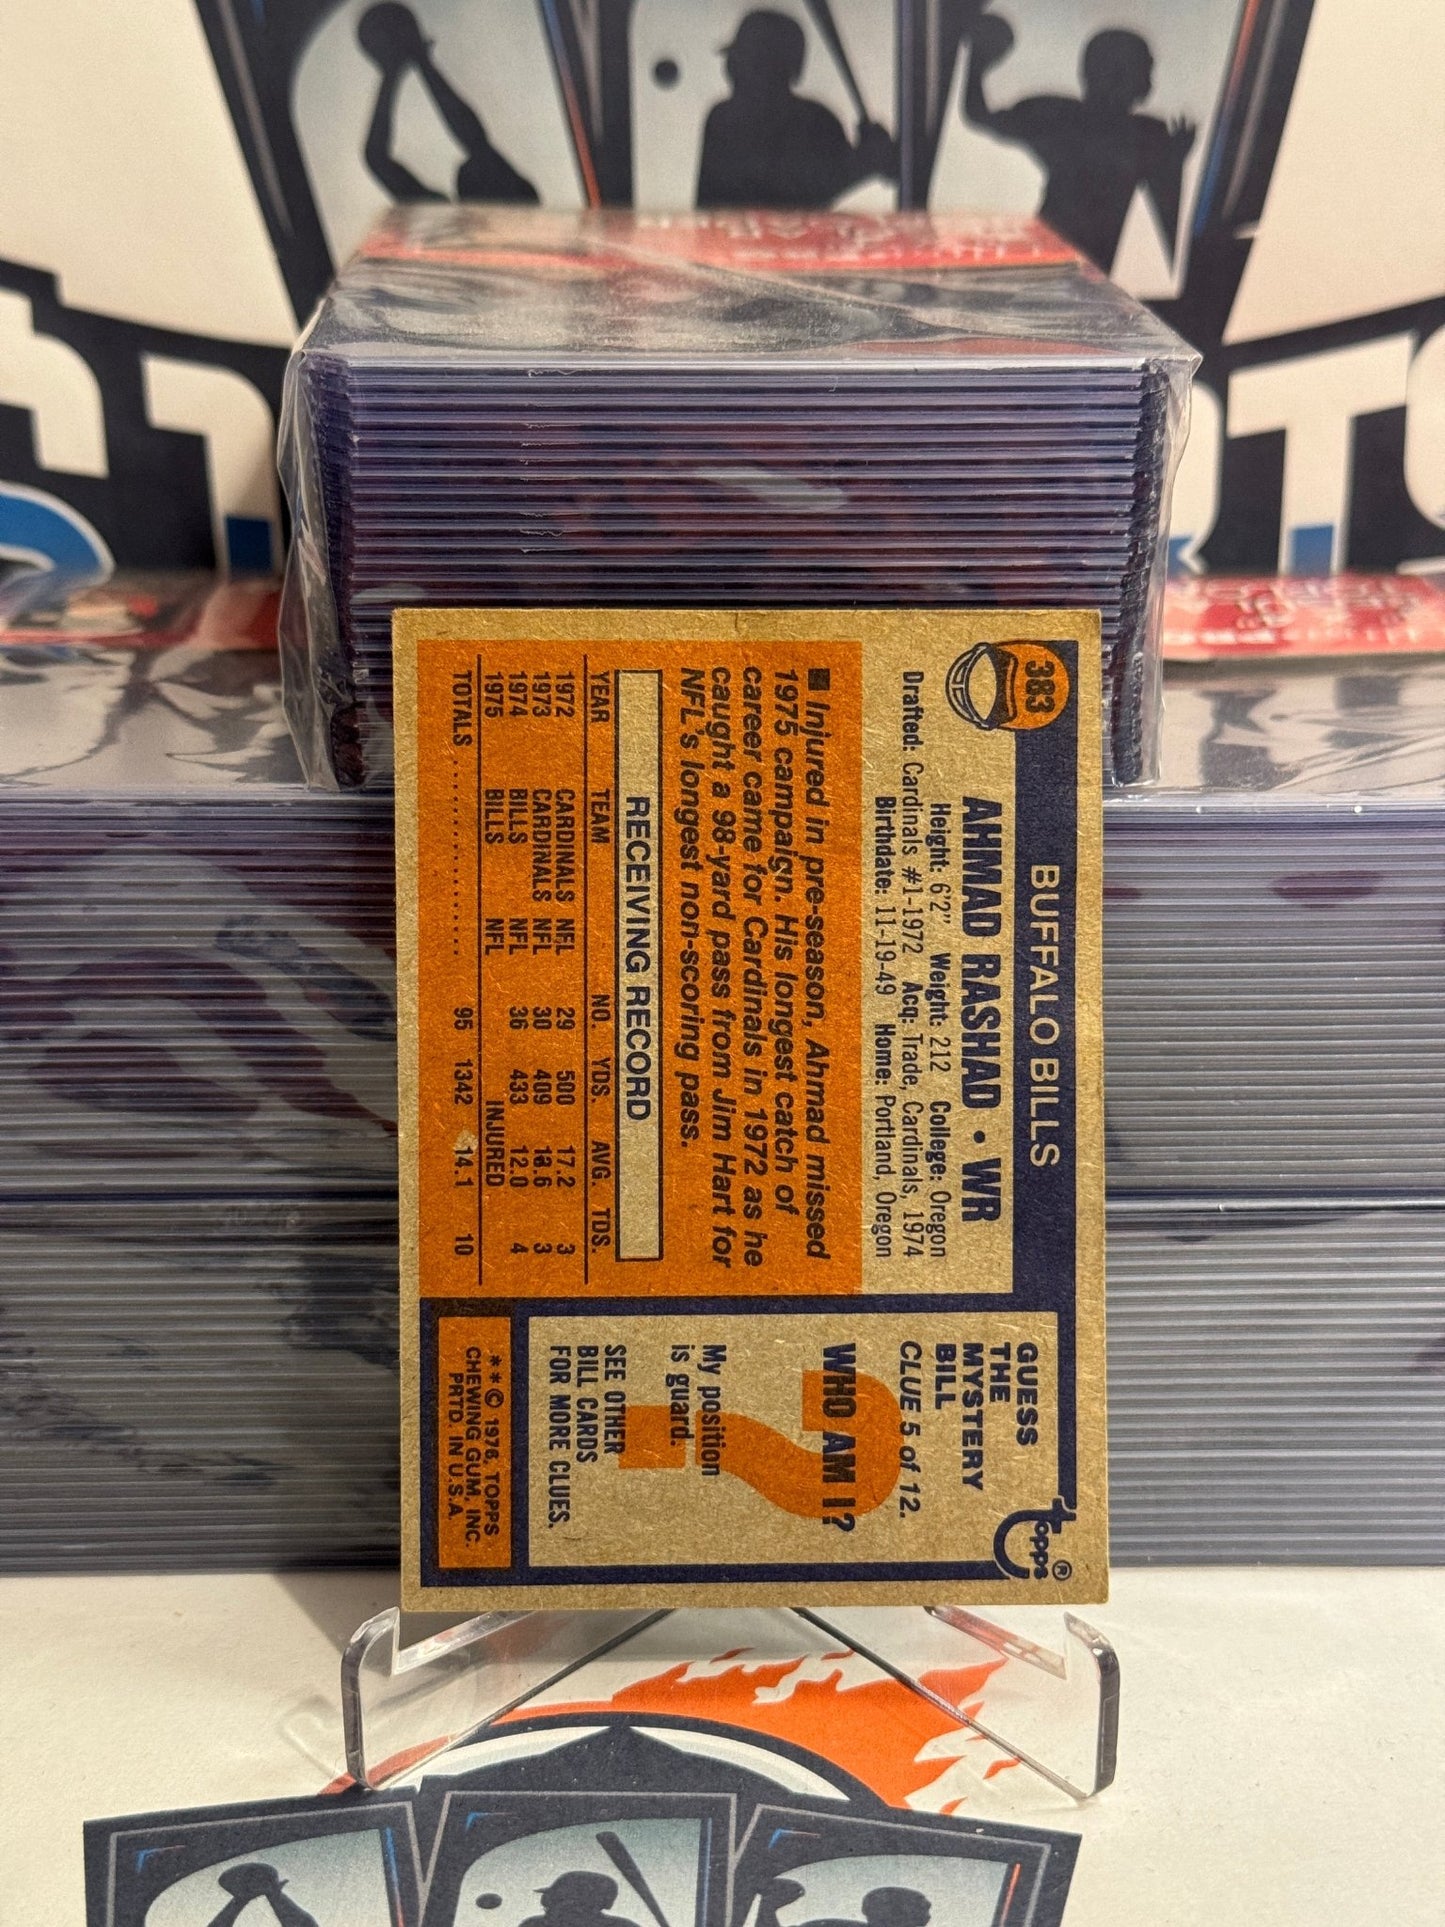 383
BUFFALO BILLS
AHMAD RASHAD • WR
Height: 6'2" Weight: 212 College: Oregon
Drafted: Cardinals #1-1972 Acq: Trade, Cardinals, 1974
Birthdate: 11-19-49 Home: Portland, Oregon
■ Injured in pre-season, Ahmad missed
1975 campaign. His longest catch of
career came for Cardinals in 1972 as he
caught a 98-yard pass from Jim Hart for
NFL's longest non-scoring pass.
RECEIVING RECORD
YEAR TEAM NO. YDS. AVG. TDS.
1972 CARDINALS NFL 29 500 17.2 3
1973 CARDINALS NFL 30 409 13.6 3
1974 BILLS NFL 36 433 12.0 4
1975 BILLS NFL INJURED
TOTALS .................. 95 1342 14.1 10
GUESS
THE
MYSTERY
BILL
CLUE 5 of 12.
WHO AM I?
?
My position
is guard.
SEE OTHER
BILL CARDS
FOR MORE CLUES.
topps®
**© 1976, TOPPS
CHEWING GUM, INC.
PRTD. IN U.S.A.